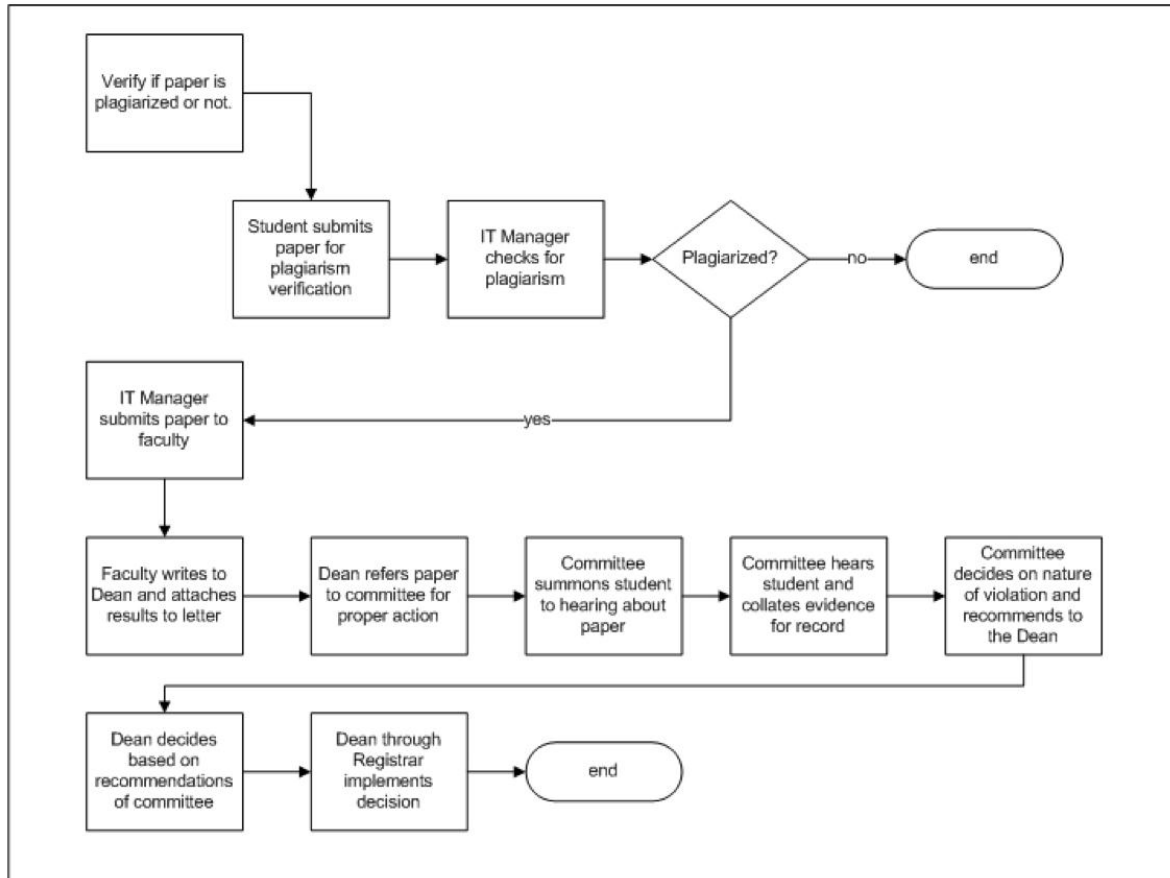 Verify if paper is
plagiarized or not.
Student submits
paper for
plagiarism
verification
IT Manager
checks for
plagiarism
Plagiarized?
no
end
IT Manager
submits paper to
faculty
yes
Faculty writes to
Dean and attaches
results to letter
Dean refers paper
to committee for
proper action
Committee
summons student
to hearing about
paper
Committee hears
student and
collates evidence
for record
Committee
decides on nature
of violation and
recommends to
the Dean
Dean decides
based on
recommendations
of committee
Dean through
Registrar
implements
decision
end